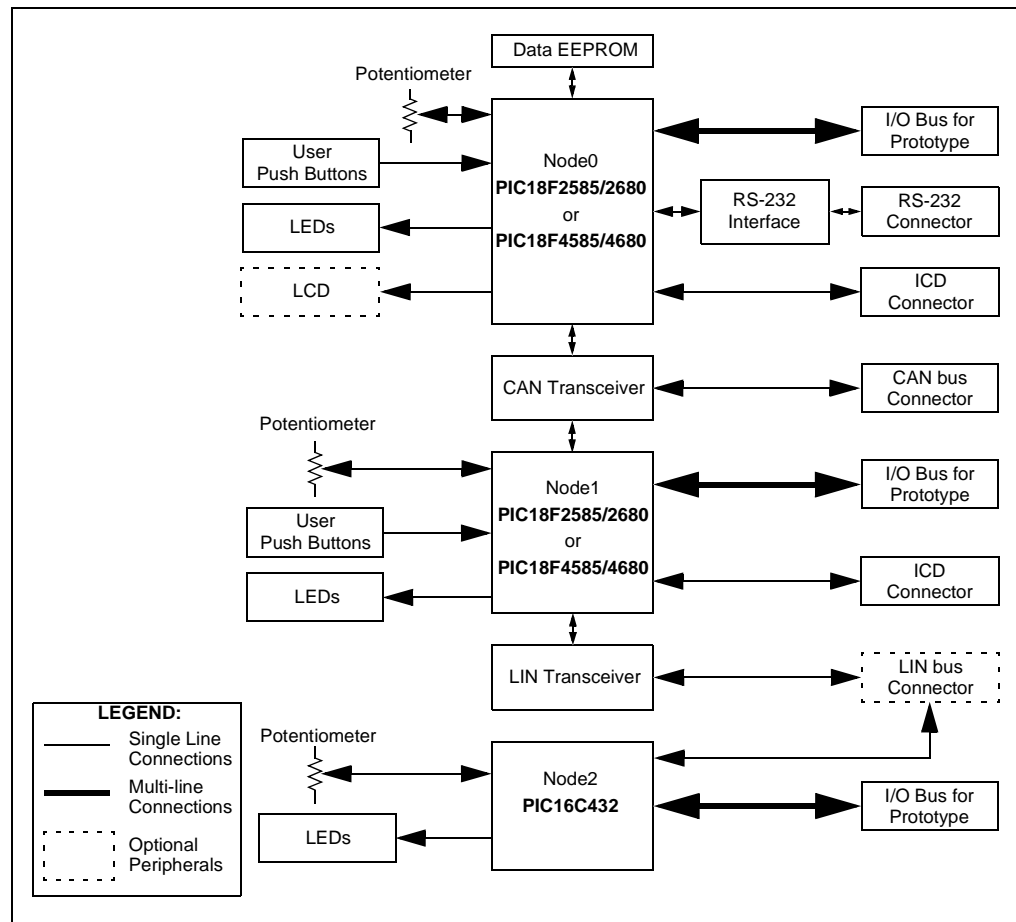 Data EEPROM
Potentiometer
User
Push Buttons
LEDs
LCD
Node0
PIC18F2585/2680
or
PIC18F4585/4680
I/O Bus for
Prototype
RS-232
Interface
RS-232
Connector
ICD
Connector
CAN Transceiver
CAN bus
Connector
Potentiometer
User
Push Buttons
LEDs
Node1
PIC18F2585/2680
or
PIC18F4585/4680
I/O Bus for
Prototype
ICD
Connector
LIN Transceiver
LIN bus
Connector
Potentiometer
LEDs
Node2
PIC16C432
I/O Bus for
Prototype
LEGEND:
Single Line
Connections
Multi-line
Connections
Optional
Peripherals